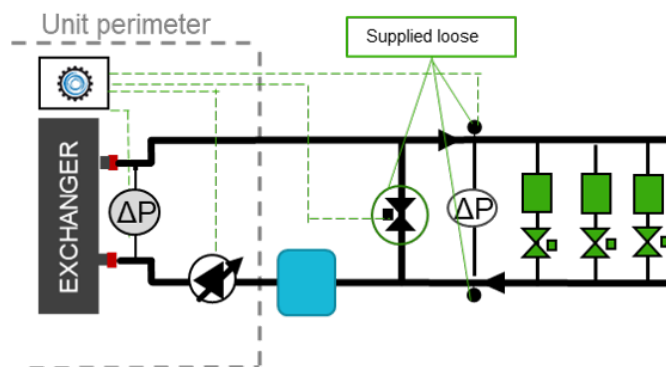 Unit perimeter
Supplied loose
EXCHANGER
ΔP
ΔP